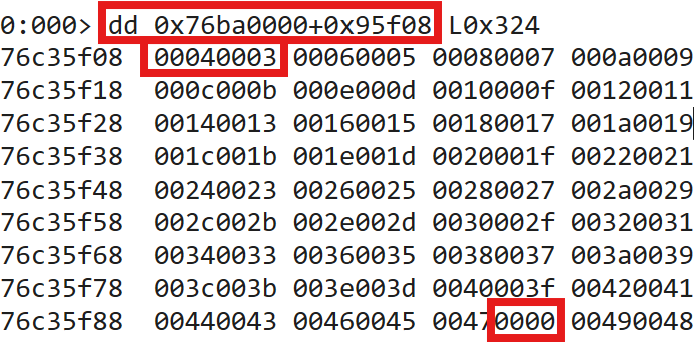 0:000> dd 0x76ba0000+0x95f08 L0x324
76c35f08  00040003 00060005 00080007 000a0009
76c35f18  000c000b 000e000d 0010000f 00120011
76c35f28  00140013 00160015 00180017 001a0019
76c35f38  001c001b 001e001d 0020001f 00220021
76c35f48  00240023 00260025 00280027 002a0029
76c35f58  002c002b 002e002d 0030002f 00320031
76c35f68  00340033 00360035 00380037 003a0039
76c35f78  003c003b 003e003d 0040003f 00420041
76c35f88  00440043 00460045 00470000 00490048